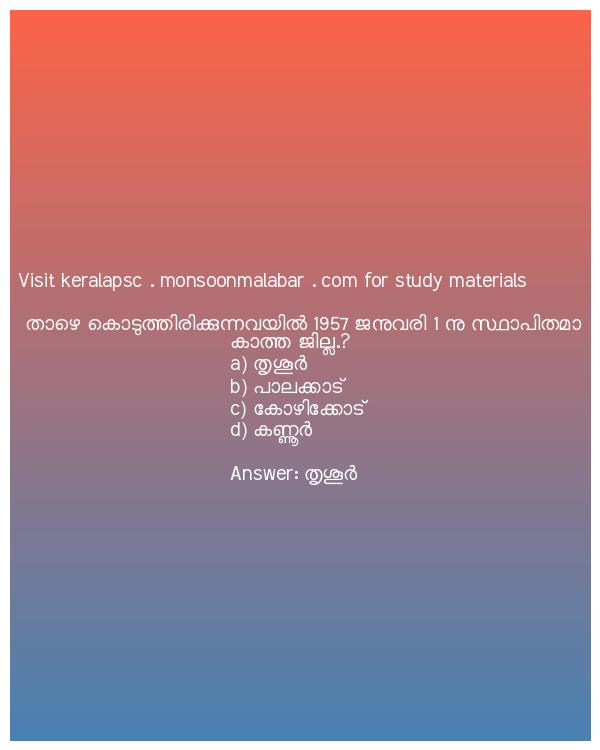 Visit keralapsc . monsoonmalabar . com for study materials
താഴെ കൊടുത്തിരിക്കുന്നവയിൽ 1957 ജനുവരി 1 നു സ്ഥാപിതമാ
കാത്ത ജില്ല.?
a) തൃശൂർ
b) പാലക്കാട്
c) കോഴിക്കോട്
d) കണ്ണൂർ
Answer: തൃശൂർ